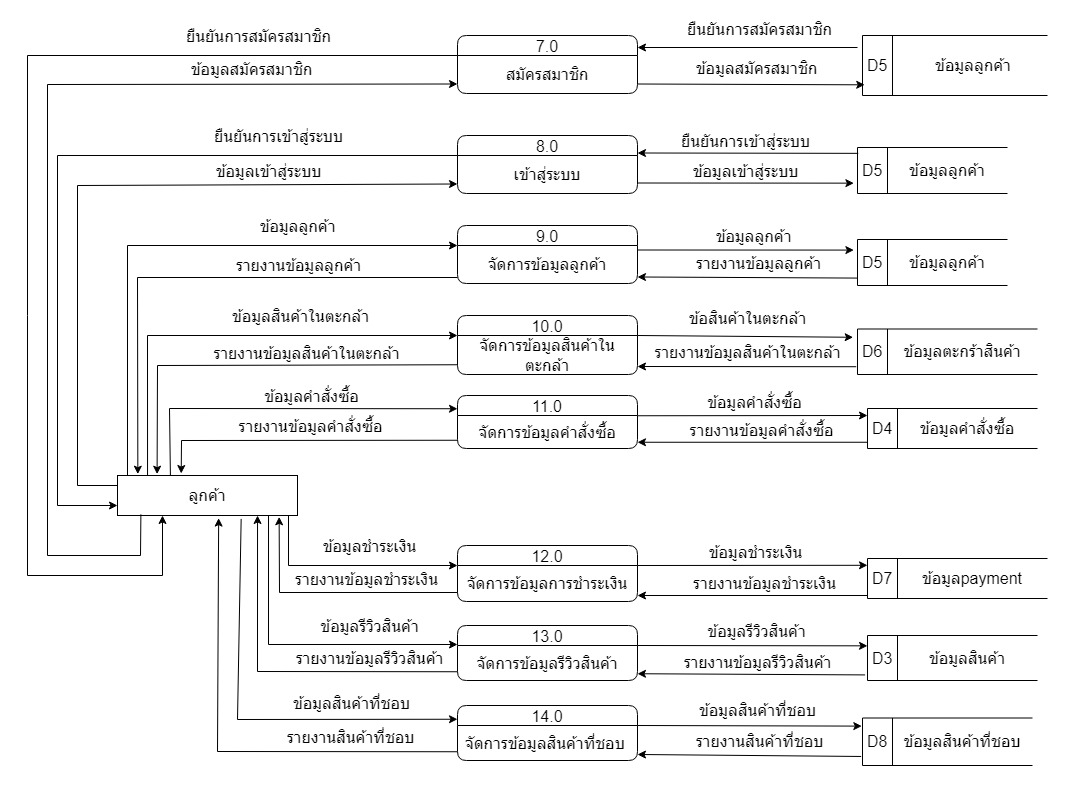 ยืนยันการสมัครสมาชิก
ข้อมูลสมัครสมาชิก
7.0
สมัครสมาชิก
ยืนยันการสมัครสมาชิก
ข้อมูลสมัครสมาชิก
D5 ข้อมูลลูกค้า
ยืนยันการเข้าสู่ระบบ
ข้อมูลเข้าสู่ระบบ
8.0
เข้าสู่ระบบ
ยืนยันการเข้าสู่ระบบ
ข้อมูลเข้าสู่ระบบ
D5 ข้อมูลลูกค้า
ข้อมูลลูกค้า
รายงานข้อมูลลูกค้า
9.0
จัดการข้อมูลลูกค้า
ข้อมูลลูกค้า
รายงานข้อมูลลูกค้า
D5 ข้อมูลลูกค้า
ข้อมูลสินค้าในตะกล้า
รายงานข้อมูลสินค้าในตะกล้า
10.0
จัดการข้อมูลสินค้าใน
ตะกล้า
ข้อสินค้าในตะกล้า
รายงานข้อมูลสินค้าในตะกล้า
D6 ข้อมูลตะกร้าสินค้า
ข้อมูลคำสั่งซื้อ
รายงานข้อมูลคำสั่งซื้อ
11.0
จัดการข้อมูลคำสั่งซื้อ
ข้อมูลคำสั่งซื้อ
รายงานข้อมูลคำสั่งซื้อ
D4 ข้อมูลคำสั่งซื้อ
ลูกค้า
ข้อมูลชำระเงิน
รายงานข้อมูลชำระเงิน
12.0
จัดการข้อมูลการชำระเงิน
ข้อมูลชำระเงิน
รายงานข้อมูลชำระเงิน
D7 ข้อมูลpayment
ข้อมูลรีวิวสินค้า
รายงานข้อมูลรีวิวสินค้า
13.0
จัดการข้อมูลรีวิวสินค้า
ข้อมูลรีวิวสินค้า
รายงานข้อมูลรีวิวสินค้า
D3 ข้อมูลสินค้า
ข้อมูลสินค้าที่ชอบ
รายงานสินค้าที่ชอบ
14.0
จัดการข้อมูลสินค้าที่ชอบ
ข้อมูลสินค้าที่ชอบ
รายงานสินค้าที่ชอบ
D8 ข้อมูลสินค้าที่ชอบ